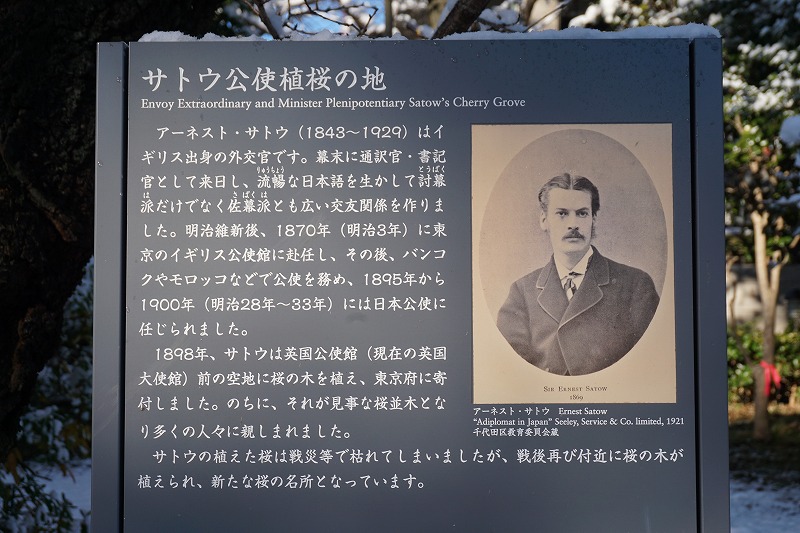 サトウ公使植桜の地
Envoy Extraordinary and Minister Plenipotentiary Satow's Cherry Grove
アーネスト・サトウ（1843〜1929）はイ
ギリス出身の外交官です。幕末に通訳官・書記
りゅうちょう とうばく
官として来日し、流暢な日本語を生かして討幕
は さばくは
派だけでなく佐幕派とも広い交友関係を作りま
した。明治維新後、1870年（明治3年）に東
京のイギリス公使館に赴任し、その後、バンコ
クやモロッコなどで公使を務め、1895年から
1900年（明治28年〜33年）には日本公使に
任じられました。
1898年、サトウは英国公使館（現在の英国
大使館）前の空地に桜の木を植え、東京府に寄
付しました。のちに、それが見事な桜並木とな
り多くの人々に親しまれました。
サトウの植えた桜は戦災等で枯れてしまいましたが、戦後再び付近に桜の木が
植えられ、新たな桜の名所となっています。
SIR ERNEST SATOW
1869
アーネスト・サトウ Ernest Satow
"Adiplomat in Japan" Seeley, Service & Co. limited, 1921
千代田区教育委員会蔵